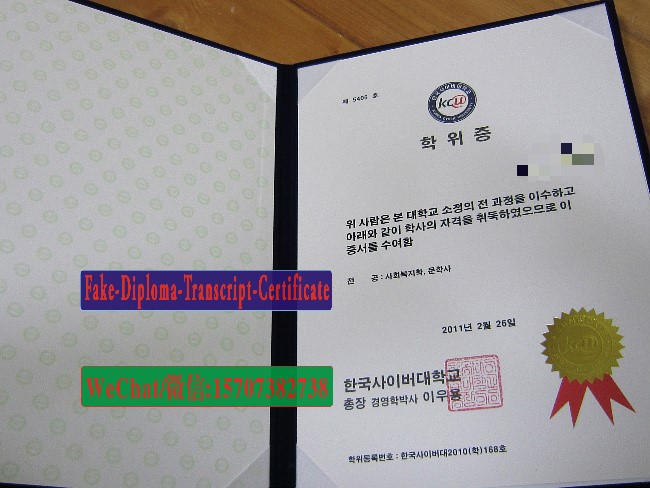 제 5405 호
kcu
학위증
위 사람은 본 대학교 소정의 전 과정을 이수하고
아래와 같이 학사의 자격을 취득하였으므로 이
증서를 수여함
전 공 : 사회복지학, 문학사
Fake-Diploma-Transcript-Certificate
2011년 2월 26일
WeChat/微信:15707382738
한국사이버대학교
총장 경영학박사 이우용
학위등록번호 : 한국사이버대2010(학)168호